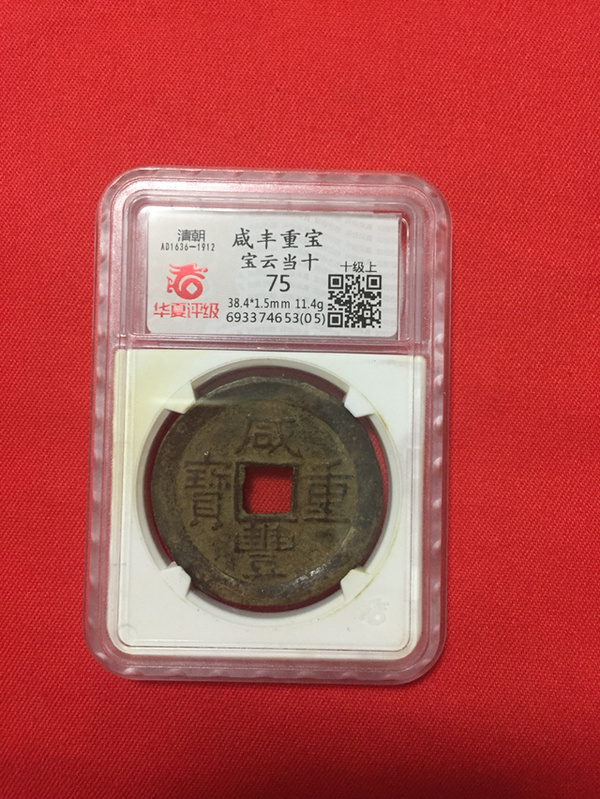 清朝
AD1636—1912
华夏评级
咸丰重宝
宝云当十
75
38.4*1.5mm 11.4g
693374653(05)
十级上
咸
豐
重
寶